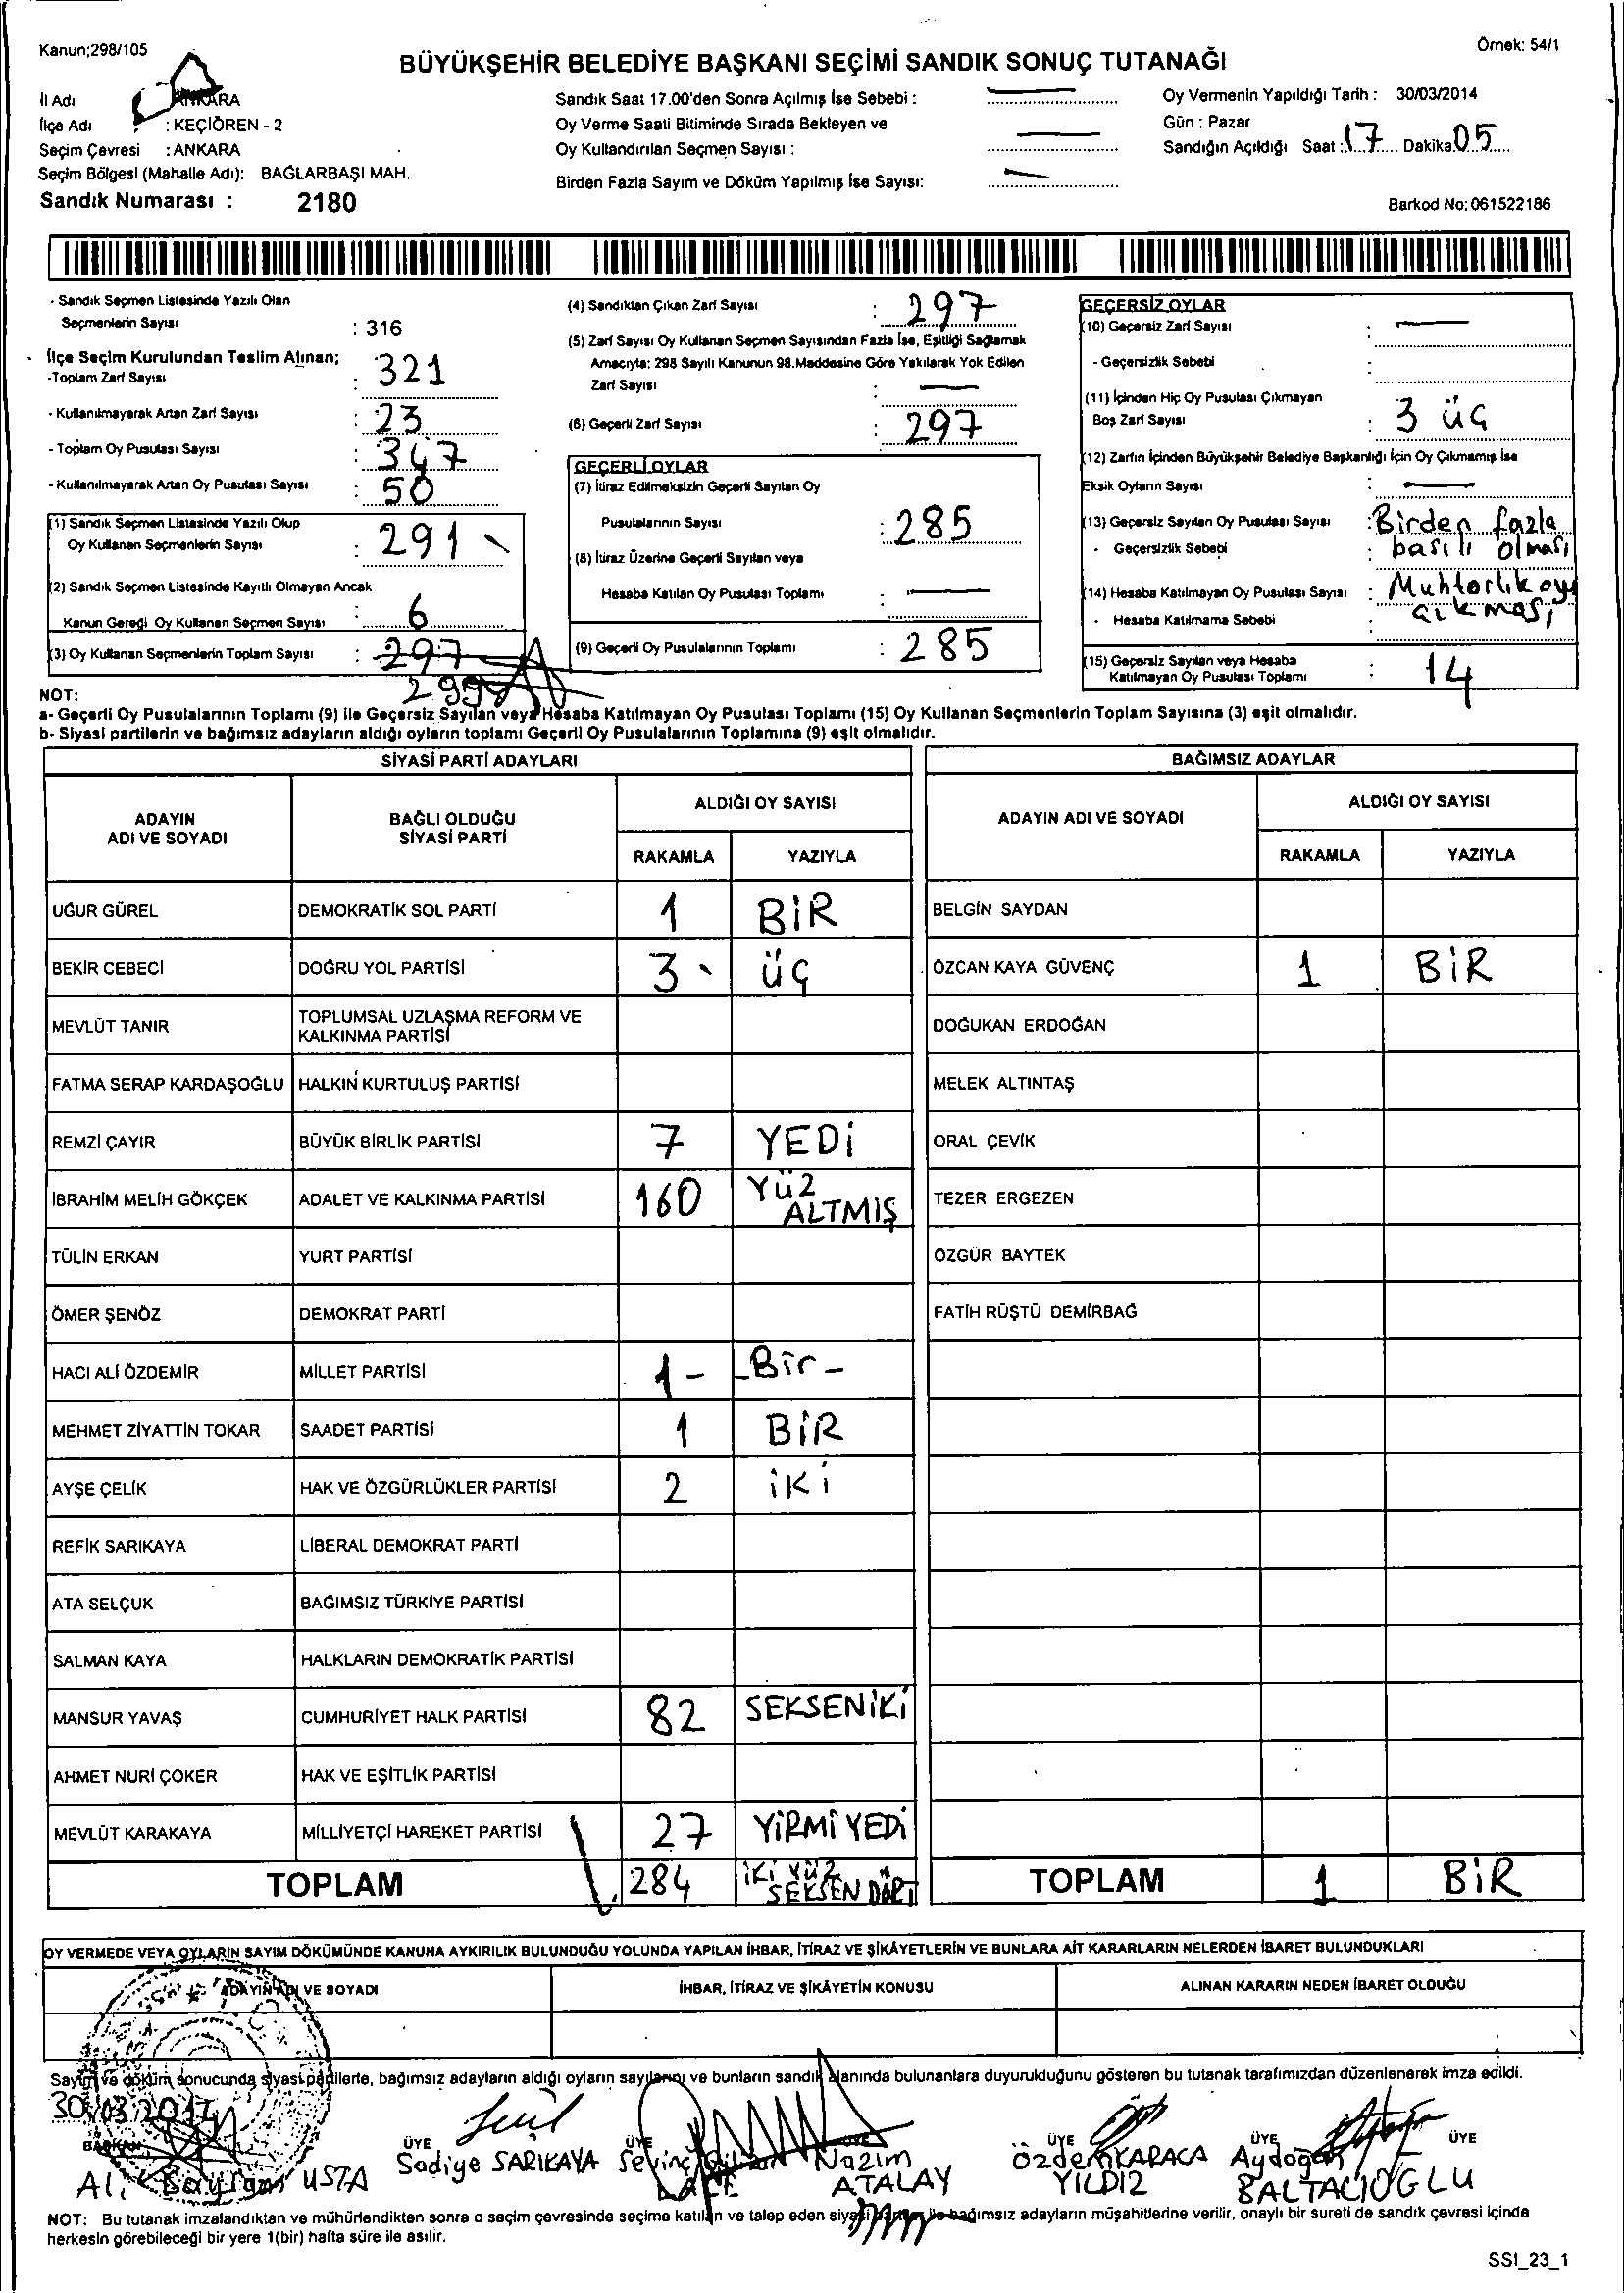 Kanun;298/105
Örnek: 54/1
BÜYÜKŞEHİR BELEDİYE BAŞKANI SEÇİMİ SANDIK SONUÇ TUTANAĞI
İl Adı ANKARA
İlçe Adı : KEÇİÖREN - 2
Seçim Çevresi : ANKARA
Seçim Bölgesi (Mahalle Adı): BAĞLARBAŞI MAH.
Sandık Numarası : 2180
Sandık Saat 17.00'den Sonra Açılmış İse Sebebi :
Oy Verme Saati Bitiminde Sırada Bekleyen ve
Oy Kullandırılan Seçmen Sayısı :
Birden Fazla Sayım ve Döküm Yapılmış İse Sayısı:
Oy Vermenin Yapıldığı Tarih : 30/03/2014
Gün : Pazar
Sandığın Açıldığı Saat : 17 Dakika 05
Barkod No: 061522186
- Sandık Seçmen Listesinde Yazılı Olan
Seçmenlerin Sayısı : 316
İlçe Seçim Kurulundan Teslim Alınan;
-Toplam Zarf Sayısı : 321
- Kullanılmayarak Artan Zarf Sayısı : 23
- Toplam Oy Pusulası Sayısı : 347
- Kullanılmayarak Artan Oy Pusulası Sayısı : 50
(1) Sandık Seçmen Listesinde Yazılı Olup
Oy Kullanan Seçmenlerin Sayısı : 291
(2) Sandık Seçmen Listesinde Kayıtlı Olmayan Ancak
Kanun Gereği Oy Kullanan Seçmen Sayısı : 6
(3) Oy Kullanan Seçmenlerin Toplam Sayısı : 297
(4) Sandıktan Çıkan Zarf Sayısı : 297
(5) Zarf Sayısı Oy Kullanan Seçmen Sayısından Fazla İse, Eşitliği Sağlamak
Amacıyla; 298 Sayılı Kanunun 98.Maddesine Göre Yakılarak Yok Edilen
Zarf Sayısı :
(6) Geçerli Zarf Sayısı : 297
GEÇERLİ OYLAR
(7) İtiraz Edilmeksizin Geçerli Sayılan Oy
Pusulalarının Sayısı : 285
(8) İtiraz Üzerine Geçerli Sayılan veya
Hesaba Katılan Oy Pusulası Toplamı :
(9) Geçerli Oy Pusulalarının Toplamı : 285
GEÇERSİZ OYLAR
(10) Geçersiz Zarf Sayısı :
- Geçersizlik Sebebi :
(11) İçinden Hiç Oy Pusulası Çıkmayan
Boş Zarf Sayısı : 3 üç
(12) Zarfın İçinden Büyükşehir Belediye Başkanlığı İçin Oy Çıkmamış İse
Eksik Oyların Sayısı :
(13) Geçersiz Sayılan Oy Pusulası Sayısı : Birden fazla
- Geçersizlik Sebebi : basılı olması
(14) Hesaba Katılmayan Oy Pusulası Sayısı : Muhtarlık oyu
- Hesaba Katılmama Sebebi : çıkması
(15) Geçersiz Sayılan veya Hesaba
Katılmayan Oy Pusulası Toplamı : 14
NOT:
a- Geçerli Oy Pusulalarının Toplamı (9) ile Geçersiz Sayılan veya Hesaba Katılmayan Oy Pusulası Toplamı (15) Oy Kullanan Seçmenlerin Toplam Sayısına (3) eşit olmalıdır.
b- Siyasi partilerin ve bağımsız adayların aldığı oyların toplamı Geçerli Oy Pusulalarının Toplamına (9) eşit olmalıdır.
SİYASİ PARTİ ADAYLARI
ADAYIN ADI VE SOYADI BAĞLI OLDUĞU SİYASİ PARTİ ALDIĞI OY SAYISI
RAKAMLA YAZIYLA
UĞUR GÜREL DEMOKRATİK SOL PARTİ 1 BİR
BEKİR CEBECİ DOĞRU YOL PARTİSİ 3 üç
MEVLÜT TANIR TOPLUMSAL UZLAŞMA REFORM VE KALKINMA PARTİSİ
FATMA SERAP KARDAŞOĞLU HALKIN KURTULUŞ PARTİSİ
REMZİ ÇAYIR BÜYÜK BİRLİK PARTİSİ 7 YEDİ
İBRAHİM MELİH GÖKÇEK ADALET VE KALKINMA PARTİSİ 160 YÜZ ALTMIŞ
TÜLİN ERKAN YURT PARTİSİ
ÖMER ŞENÖZ DEMOKRAT PARTİ
HACI ALİ ÖZDEMİR MİLLET PARTİSİ 1 - -Bir-
MEHMET ZİYATTİN TOKAR SAADET PARTİSİ 1 BİR
AYŞE ÇELİK HAK VE ÖZGÜRLÜKLER PARTİSİ 2 iKi
REFİK SARIKAYA LİBERAL DEMOKRAT PARTİ
ATA SELÇUK BAĞIMSIZ TÜRKİYE PARTİSİ
SALMAN KAYA HALKLARIN DEMOKRATİK PARTİSİ
MANSUR YAVAŞ CUMHURİYET HALK PARTİSİ 82 SEKSENİKİ
AHMET NURİ ÇOKER HAK VE EŞİTLİK PARTİSİ
MEVLÜT KARAKAYA MİLLİYETÇİ HAREKET PARTİSİ 27 YİRMİ YEDİ
TOPLAM 284 İKİ YÜZ SEKSEN DÖRT
BAĞIMSIZ ADAYLAR
ADAYIN ADI VE SOYADI ALDIĞI OY SAYISI
RAKAMLA YAZIYLA
BELGİN SAYDAN
ÖZCAN KAYA GÜVENÇ 1 BİR
DOĞUKAN ERDOĞAN
MELEK ALTINTAŞ
ORAL ÇEVİK
TEZER ERGEZEN
ÖZGÜR BAYTEK
FATİH RÜŞTÜ DEMİRBAĞ
TOPLAM 1 BİR
OY VERMEDE VEYA OYLARIN SAYIM DÖKÜMÜNDE KANUNA AYKIRILIK BULUNDUĞU YOLUNDA YAPILAN İHBAR, İTİRAZ VE ŞİKÂYETLERİN VE BUNLARA AİT KARARLARIN NELERDEN İBARET BULUNDUKLARI
ADAYIN ADI VE SOYADI İHBAR, İTİRAZ VE ŞİKÂYETİN KONUSU ALINAN KARARIN NEDEN İBARET OLDUĞU
Sayım ve döküm sonucunda siyasi partilerle, bağımsız adayların aldığı oyların sayılarını ve bunların sandık alanında bulunanlara duyurulduğunu gösteren bu tutanak tarafımızdan düzenlenerek imza edildi.
30/03/2014
BAŞKAN ÜYE ÜYE ÜYE ÜYE ÜYE ÜYE
Ali Bayram USTA Sadiye SARIKAYA Sevinç Nazım ATALAY Özdem KARACA YILDIZ Aydoğan BALTACIOĞLU
NOT: Bu tutanak imzalandıktan ve mühürlendikten sonra o seçim çevresinde seçime katılan ve talep eden siyasi partiler ile bağımsız adayların müşahitlerine verilir, onaylı bir sureti de sandık çevresi içinde
herkesin görebileceği bir yere 1(bir) hafta süre ile asılır.
SSI_23_1